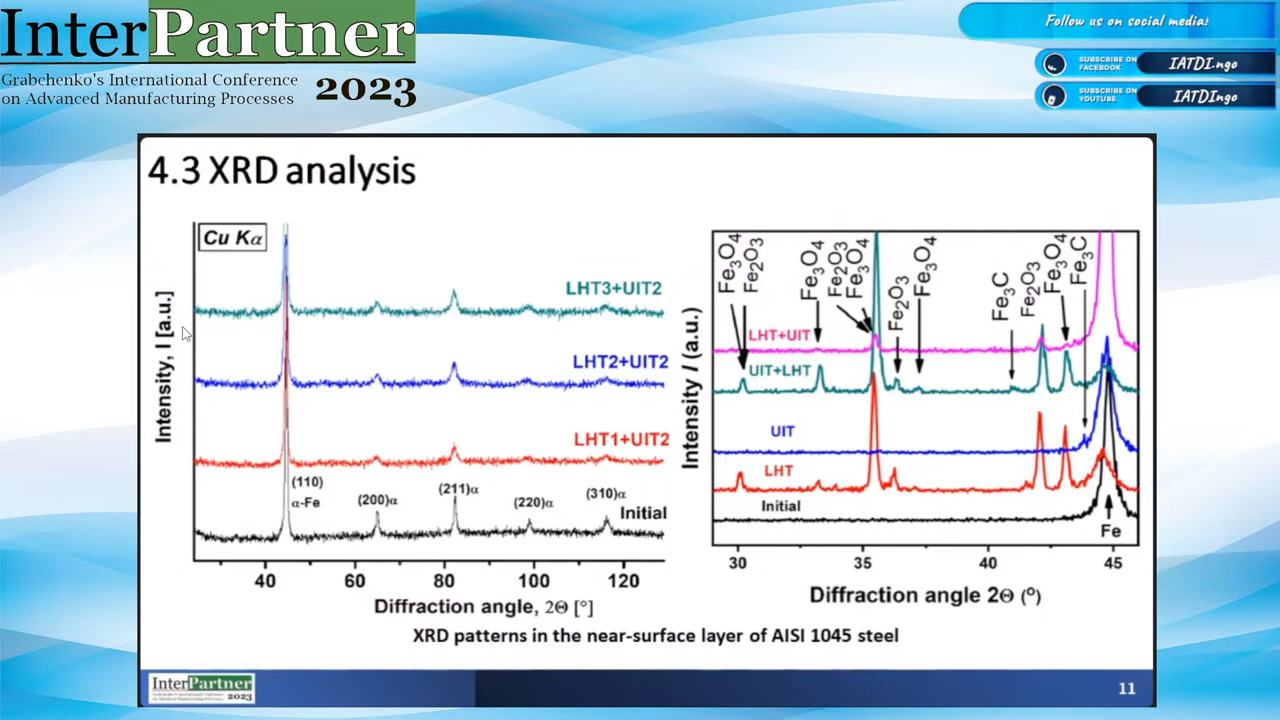 InterPartner
Grabchenko's International Conference
on Advanced Manufacturing Processes
2023
Follow us on social media!
SUBSCRIBE ON
FACEBOOK
IATDI.ngo
SUBSCRIBE ON
YOUTUBE
IATDIngo
4.3 XRD analysis
Cu Kα
LHT3+UIT2
LHT2+UIT2
LHT1+UIT2
(110)
α-Fe
(200)α
(211)α
(220)α
(310)α
Initial
Intensity, I [a.u.]
40 60 80 100 120
Diffraction angle, 2Θ [°]
Fe3O4
Fe2O3
Fe3O4
Fe2O3
Fe3O4
Fe2O3
Fe3O4
Fe3C
Fe2O3
Fe3O4
Fe3C
LHT+UIT
UIT+LHT
UIT
LHT
Initial
Fe
Intensity I (a.u.)
30 35 40 45
Diffraction angle 2Θ (º)
XRD patterns in the near-surface layer of AISI 1045 steel
InterPartner
2023
11